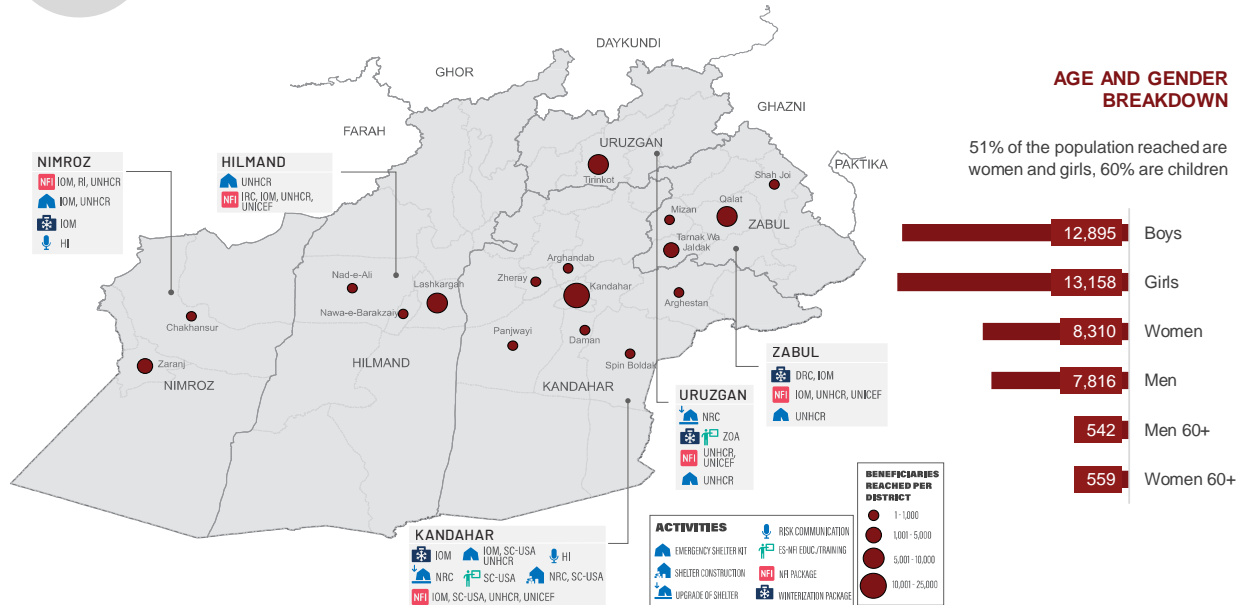 DAYKUNDI
GHOR
GHAZNI
FARAH
URUZGAN
PAKTIKA
Tirinkot
Shah Joi
Qalat
Mizan
ZABUL
Tarnak Wa
Jaldak
Arghandab
Zheray
Kandahar
Arghestan
Nad-e-Ali
Lashkargah
Nawa-e-Barakzaiy
Chakhansur
Panjwayi
Daman
Spin Boldak
Zaranj
HILMAND
NIMROZ
KANDAHAR
NIMROZ
NFI IOM, RI, UNHCR
IOM, UNHCR
IOM
HI
HILMAND
UNHCR
NFI IRC, IOM, UNHCR,
UNICEF
ZABUL
DRC, IOM
NFI IOM, UNHCR, UNICEF
UNHCR
URUZGAN
NRC
ZOA
NFI UNHCR,
UNICEF
UNHCR
KANDAHAR
IOM IOM, SC-USA HI
UNHCR
NRC SC-USA NRC, SC-USA
NFI IOM, SC-USA, UNHCR, UNICEF
ACTIVITIES
EMERGENCY SHELTER KIT
SHELTER CONSTRUCTION
UPGRADE OF SHELTER
RISK COMMUNICATION
ES-NFI EDUC./TRAINING
NFI NFI PACKAGE
WINTERIZATION PACKAGE
BENEFICIARIES
REACHED PER
DISTRICT
1 - 1,000
1,001 - 5,000
5,001 - 10,000
10,001 - 25,000
AGE AND GENDER
BREAKDOWN
51% of the population reached are
women and girls, 60% are children
12,895 Boys
13,158 Girls
8,310 Women
7,816 Men
542 Men 60+
559 Women 60+